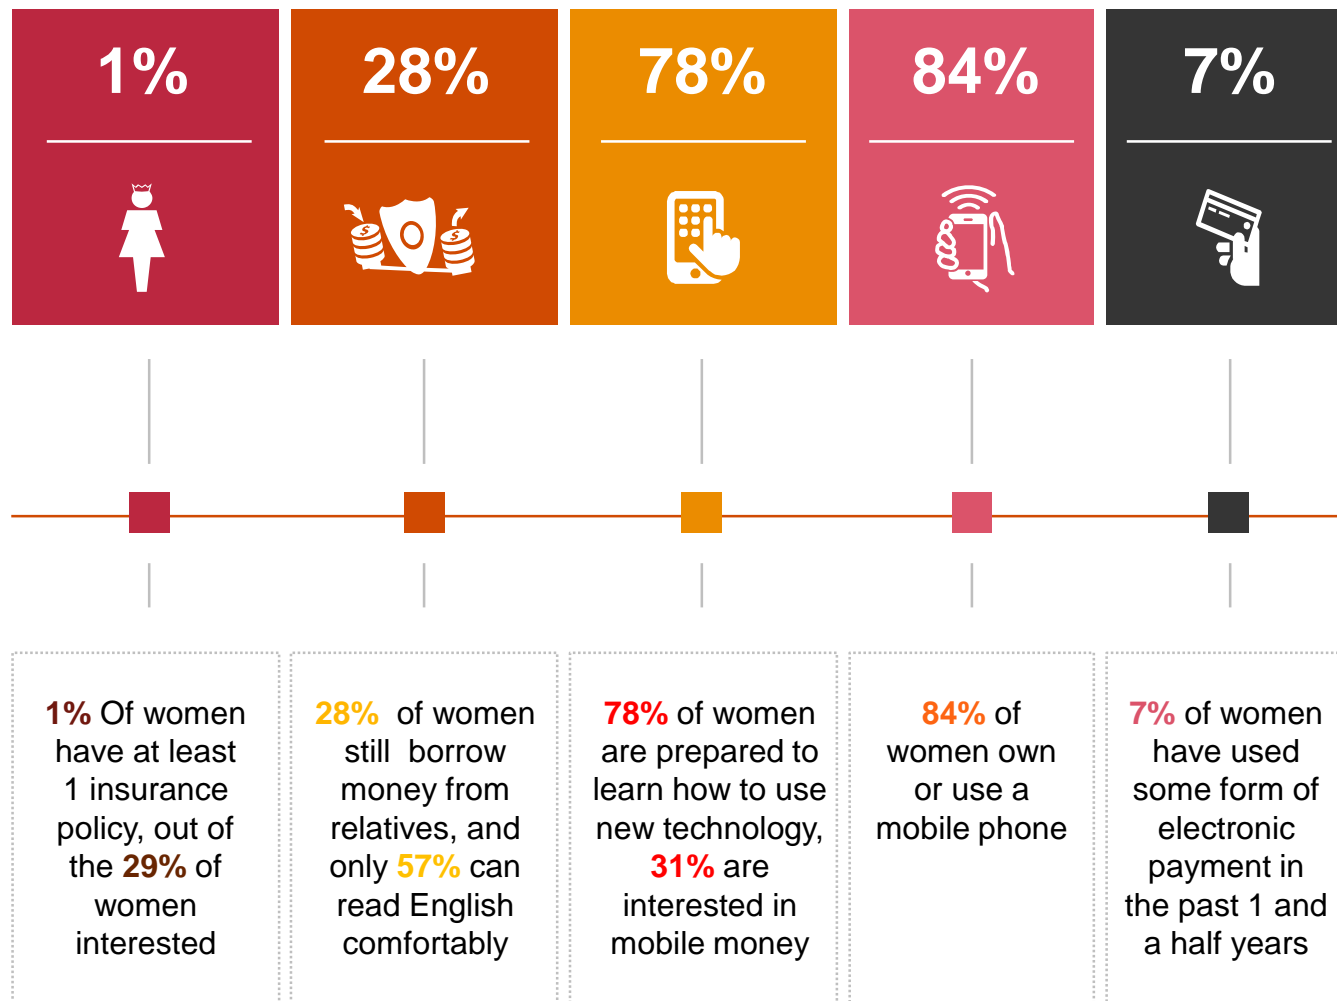 1%
28%
78%
84%
7%
$
$
1% Of women
have at least
1 insurance
policy, out of
the 29% of
women
interested
28% of women
still borrow
money from
relatives, and
only 57% can
read English
comfortably
78% of women
are prepared to
learn how to use
new technology,
31% are
interested in
mobile money
84% of
women own
or use a
mobile phone
7% of women
have used
some form of
electronic
payment in
the past 1 and
a half years